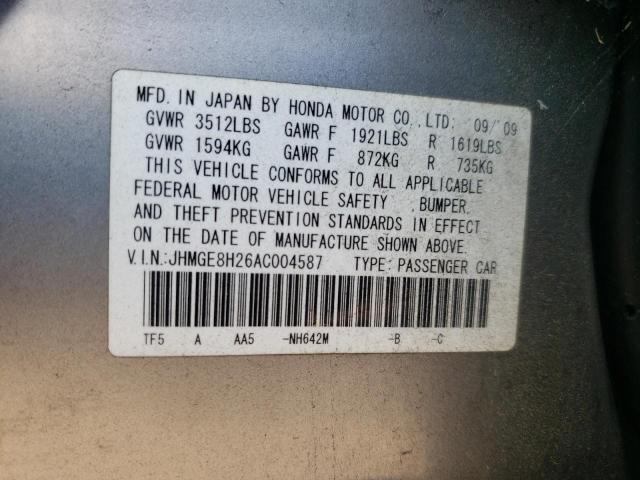 MFD. IN JAPAN BY HONDA MOTOR CO.,LTD. 09/'09
GVWR 3512LBS GAWR F 1921LBS R 1619LBS
GVWR 1594KG GAWR F 872KG R 735KG
THIS VEHICLE CONFORMS TO ALL APPLICABLE
FEDERAL MOTOR VEHICLE SAFETY ,BUMPER,
AND THEFT PREVENTION STANDARDS IN EFFECT
ON THE DATE OF MANUFACTURE SHOWN ABOVE.
V.I.N.:JHMGE8H26AC004587 TYPE: PASSENGER CAR
TF5 A AA5 -NH642M -B -C